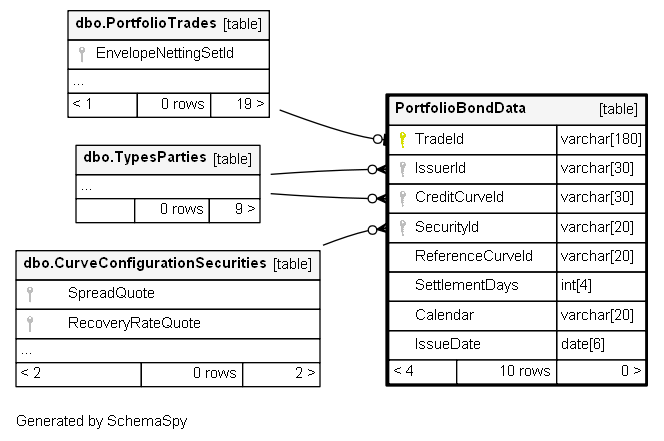 dbo.PortfolioTrades [table]
EnvelopeNettingSetId
...
< 1 0 rows 19 >
dbo.TypesParties [table]
...
0 rows 9 >
dbo.CurveConfigurationSecurities [table]
SpreadQuote
RecoveryRateQuote
...
< 2 0 rows 2 >
PortfolioBondData [table]
TradeId varchar[180]
IssuerId varchar[30]
CreditCurveId varchar[30]
SecurityId varchar[20]
ReferenceCurveId varchar[20]
SettlementDays int[4]
Calendar varchar[20]
IssueDate date[6]
< 4 10 rows 0 >
Generated by SchemaSpy